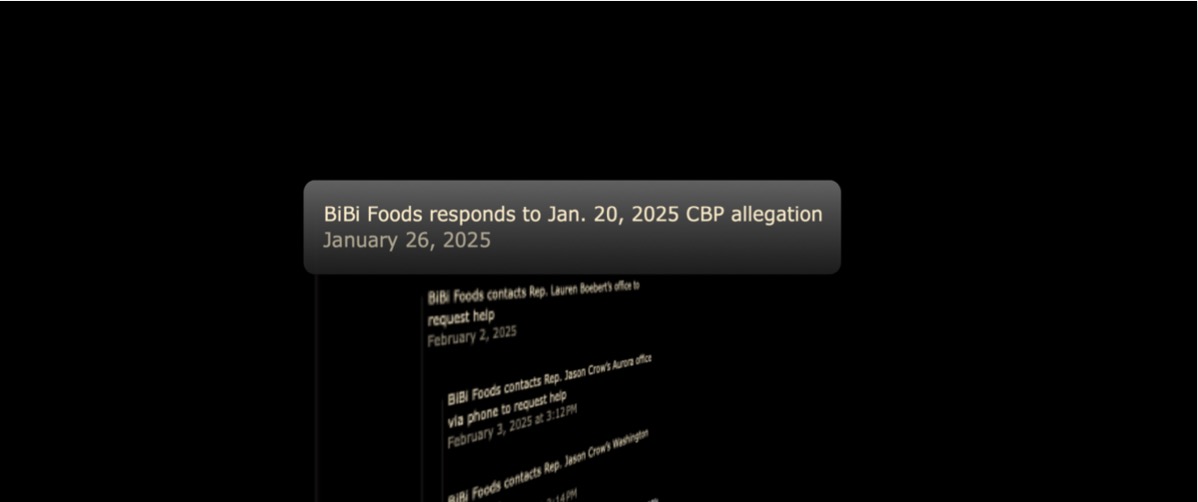 BiBi Foods responds to Jan. 20, 2025 CBP allegation
January 26, 2025
BiBi Foods contacts Rep. Lauren Boebert's office to
request help
February 2, 2025
BiBi Foods contacts Rep. Jason Crow's Aurora office
via phone to request help
February 3, 2025 at 3:12PM
BiBi Foods contacts Rep. Jason Crow's Washington
:14PM